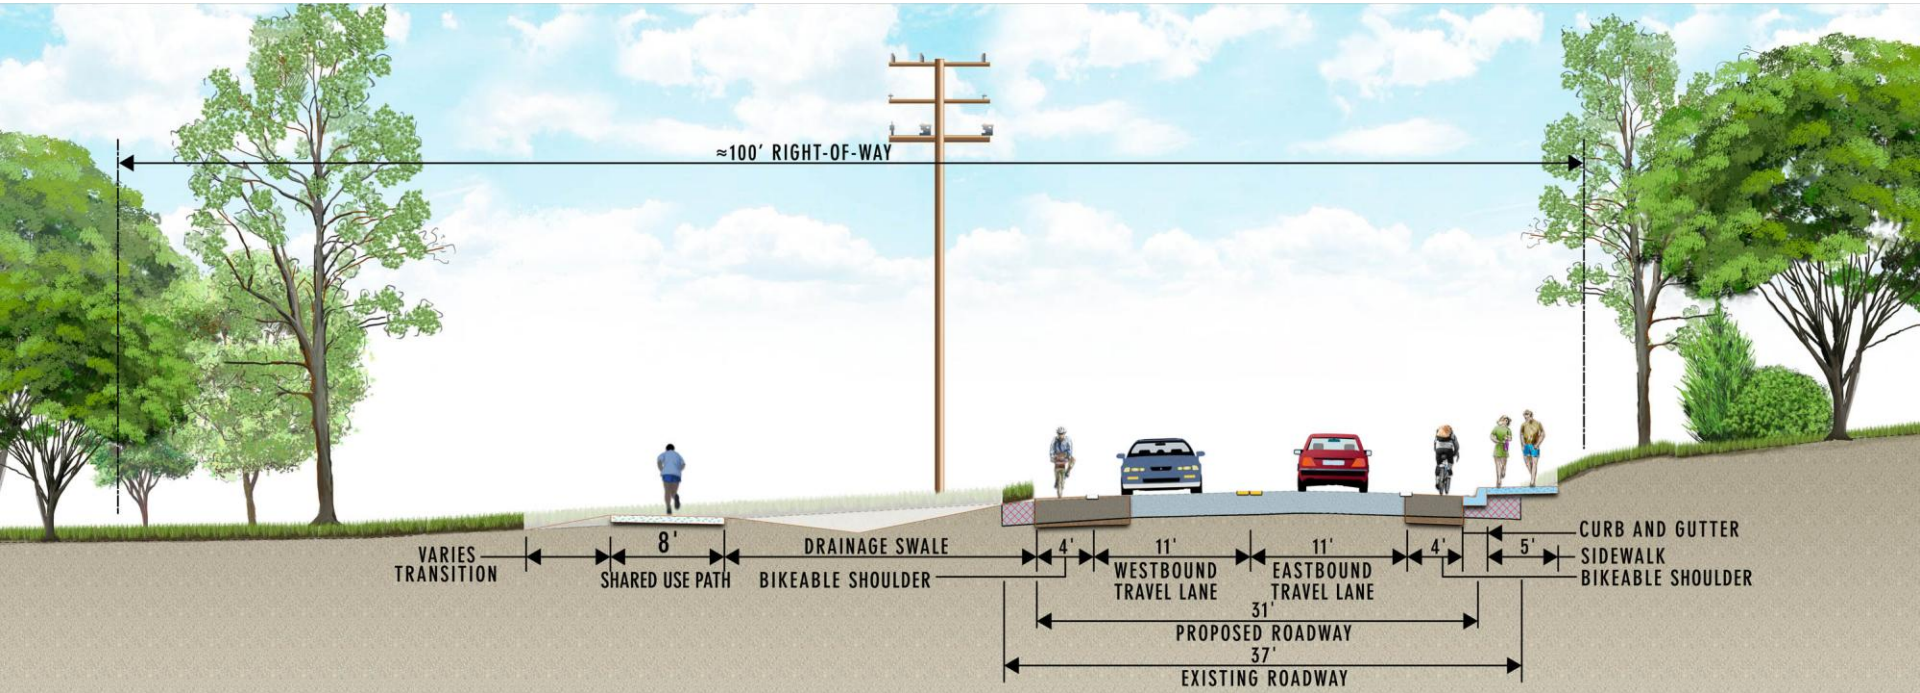 ≈100' RIGHT-OF-WAY
CURB AND GUTTER
8'
4'
11'
11'
4'
5'
VARIES
TRANSITION
DRAINAGE SWALE
SIDEWALK
SHARED USE PATH
BIKEABLE SHOULDER
WESTBOUND
TRAVEL LANE
EASTBOUND
TRAVEL LANE
BIKEABLE SHOULDER
31'
PROPOSED ROADWAY
37'
EXISTING ROADWAY